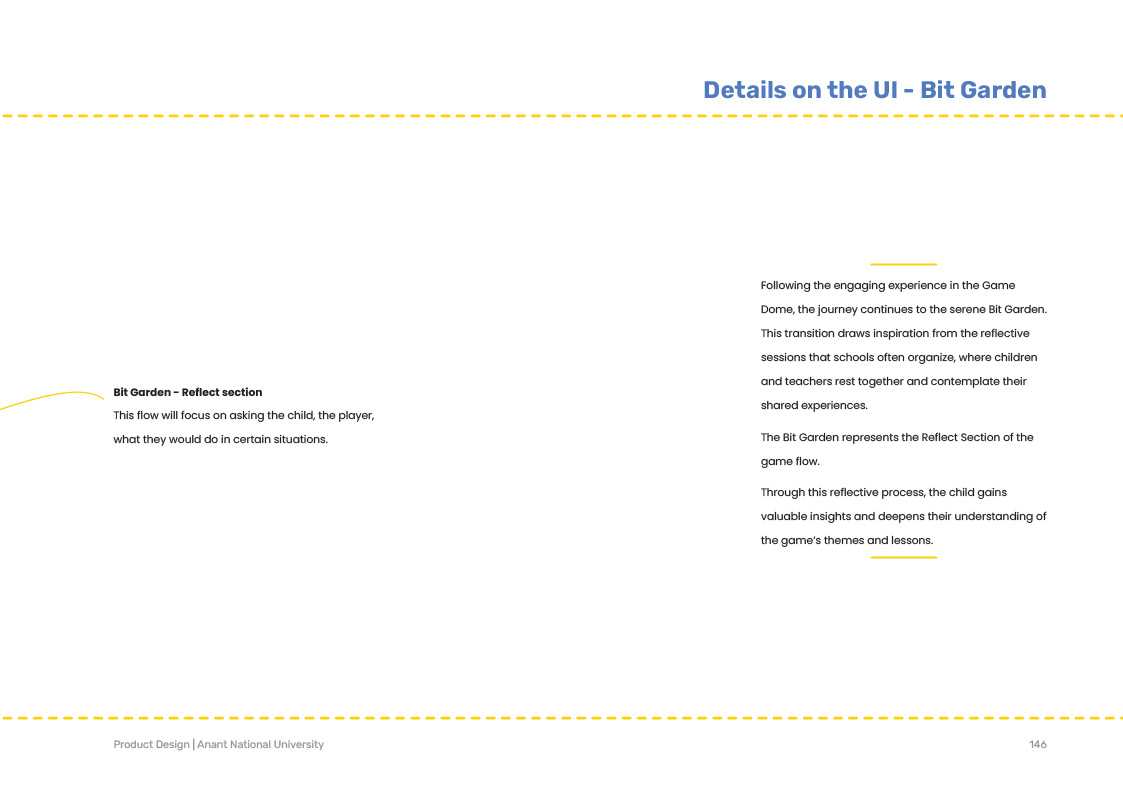 Details on the UI - Bit Garden
Bit Garden - Reflect section
This flow will focus on asking the child, the player,
what they would do in certain situations.
Following the engaging experience in the Game
Dome, the journey continues to the serene Bit Garden.
This transition draws inspiration from the reflective
sessions that schools often organize, where children
and teachers rest together and contemplate their
shared experiences.
The Bit Garden represents the Reflect Section of the
game flow.
Through this reflective process, the child gains
valuable insights and deepens their understanding of
the game’s themes and lessons.
Product Design | Anant National University
146